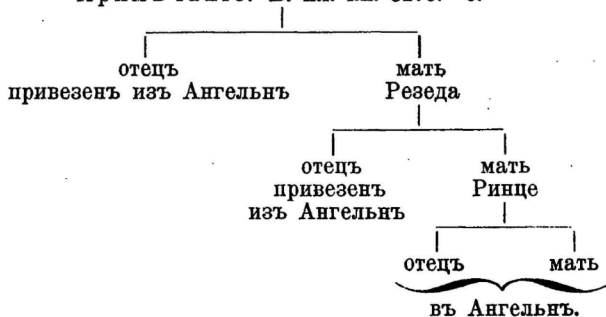 отецъ мать
привезенъ изъ Ангельнъ Резеда
отецъ мать
привезенъ Ринце
изъ Ангельнъ
отецъ мать
въ Ангельнъ.